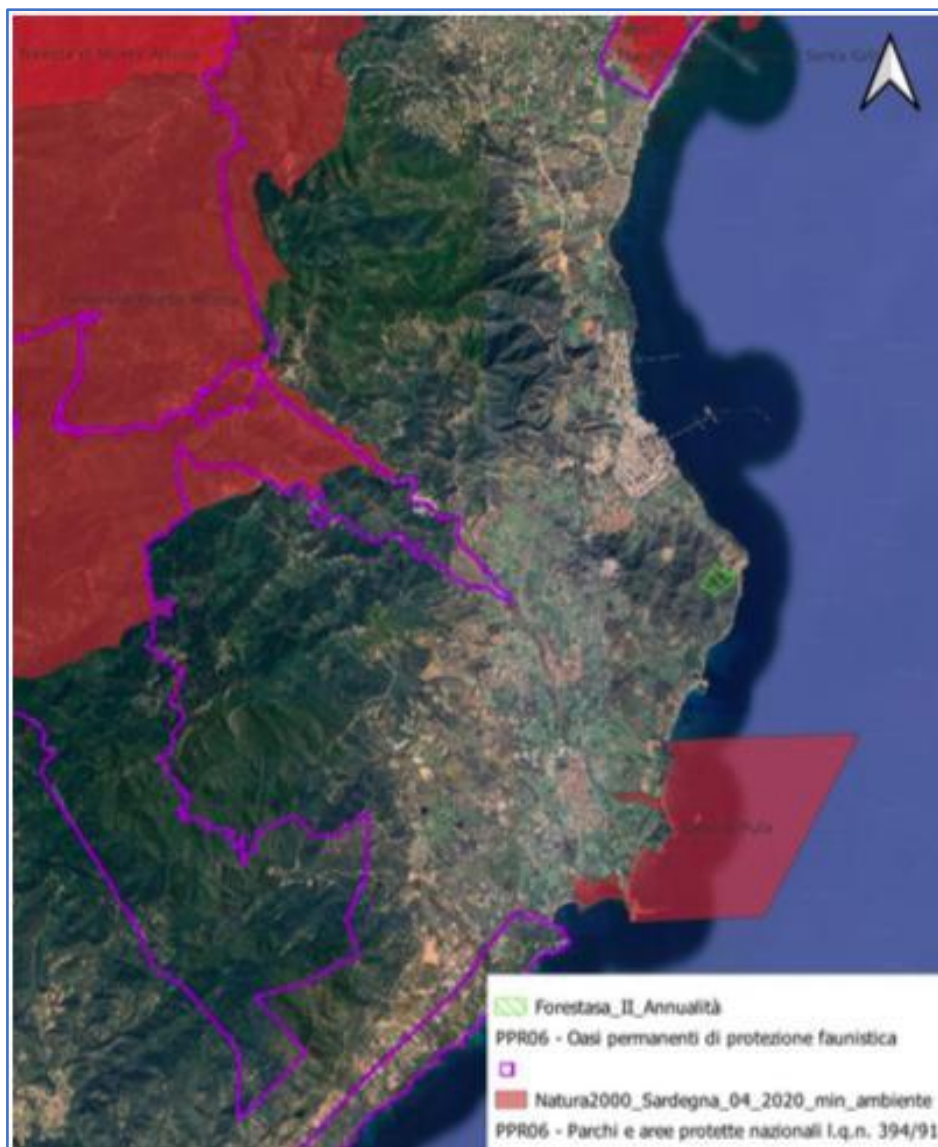 Forestasa_II_Annualità
PPR06 - Oasi permanenti di protezione faunistica
Natura2000_Sardegna_04_2020_min_ambiente
PPR06 - Parchi e aree protette nazionali l.q.n. 394/91